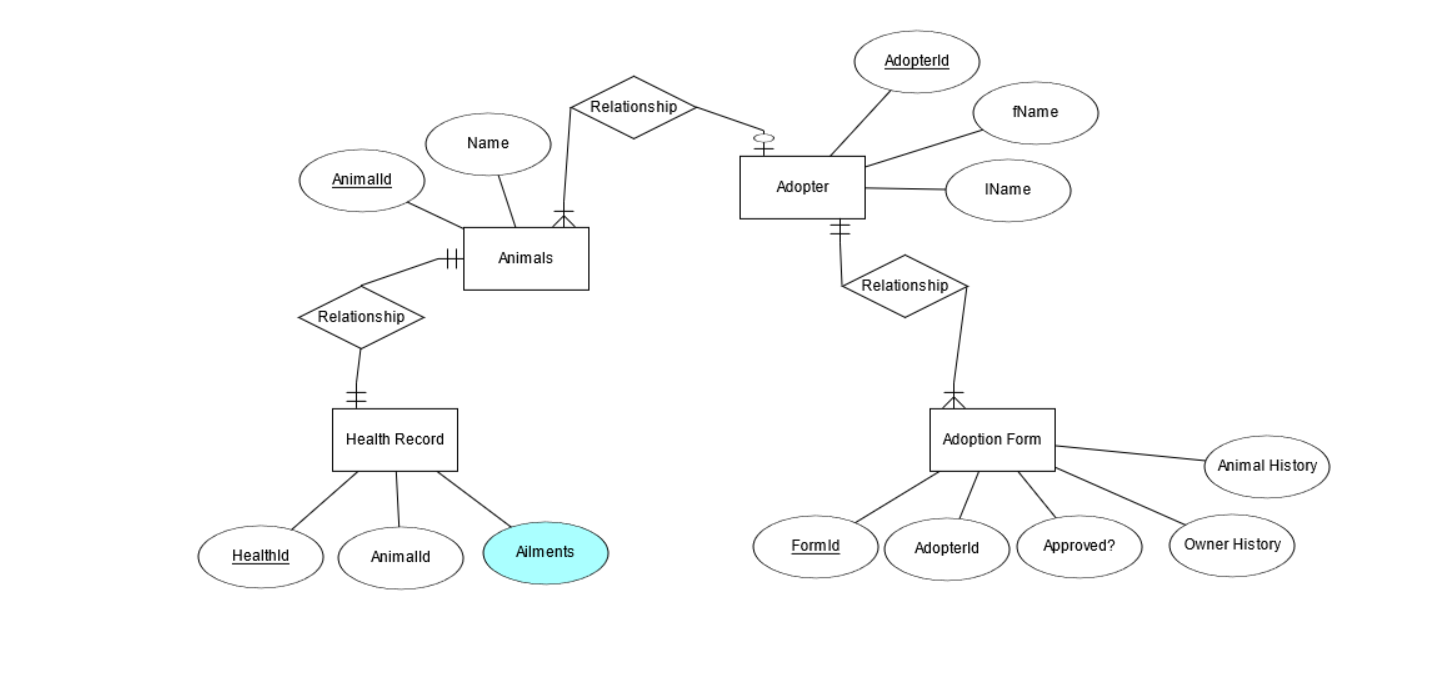 AdopterId
Relationship
fName
Name
AnimalId
Adopter
lName
Animals
Relationship
Relationship
Health Record
Adoption Form
Animal History
HealthId
AnimalId
Ailments
FormId
AdopterId
Approved?
Owner History